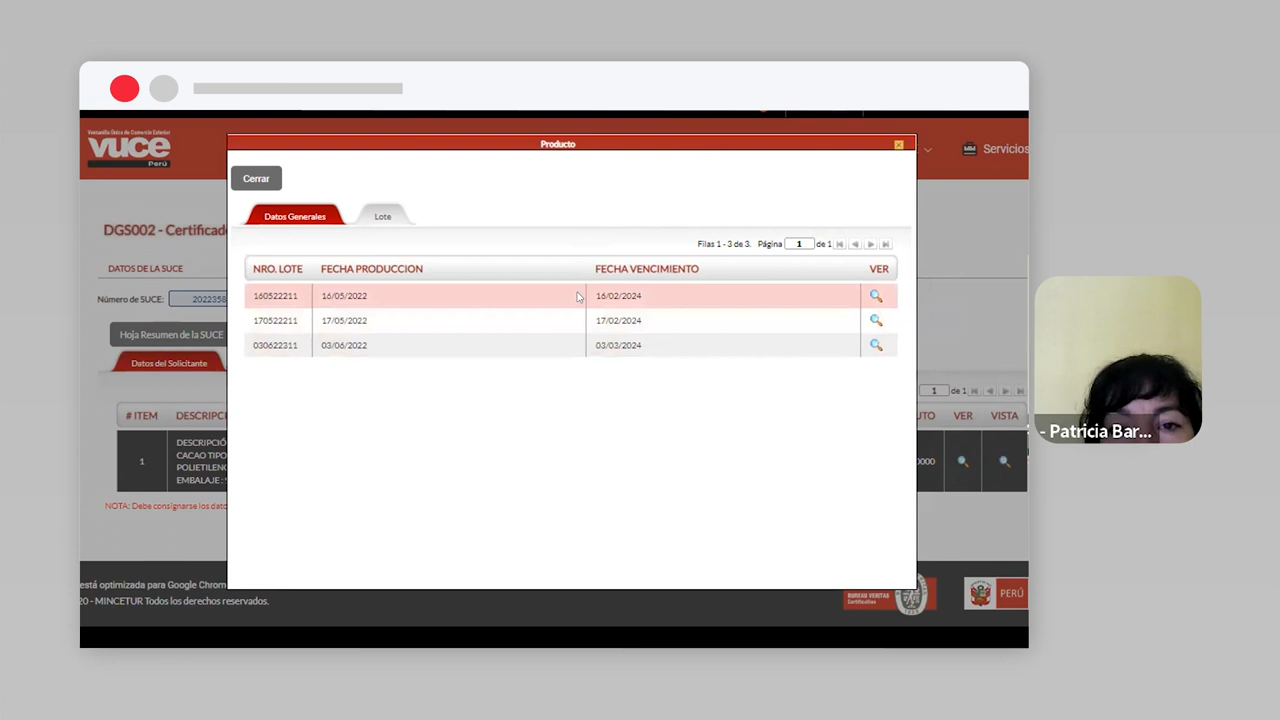 Ventanilla Única de Comercio Exterior
vuce
Perú
Servicios
Producto
Cerrar
Datos Generales
Lote
Filas 1 - 3 de 3. Página 1 de 1
NRO. LOTE FECHA PRODUCCION FECHA VENCIMIENTO VER
160522211 16/05/2022 16/02/2024
170522211 17/05/2022 17/02/2024
030622311 03/06/2022 03/03/2024
DGS002 - Certificado
DATOS DE LA SUCE
Número de SUCE: 2022358
Hoja Resumen de la SUCE
Datos del Solicitante
1 de 1
# ITEM DESCRIPC UTO VER VISTA
1
DESCRIPCIÓ
CACAO TIPO
POLIETILENO
EMBALAJE :
0000
NOTA: Debe consignarse los dato
- Patricia Bar...
está optimizada para Google Chrom
20 - MINCETUR Todos los derechos reservados.
BUREAU VERITAS
Certification
PERÚ